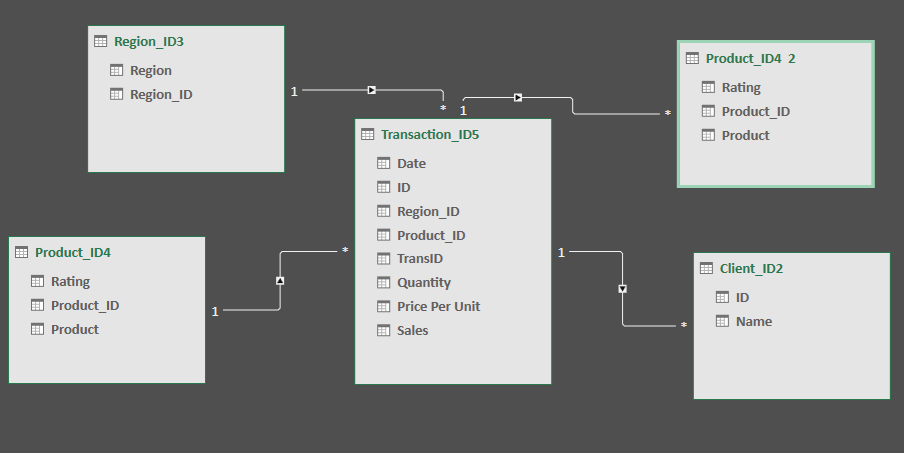 Region_ID3
Region
Region_ID
1
*
1
*
Product_ID4 2
Rating
Product_ID
Product
Transaction_ID5
Date
ID
Region_ID
Product_ID
TransID
Quantity
Price Per Unit
Sales
Product_ID4
Rating
Product_ID
Product
1
*
1
*
Client_ID2
ID
Name